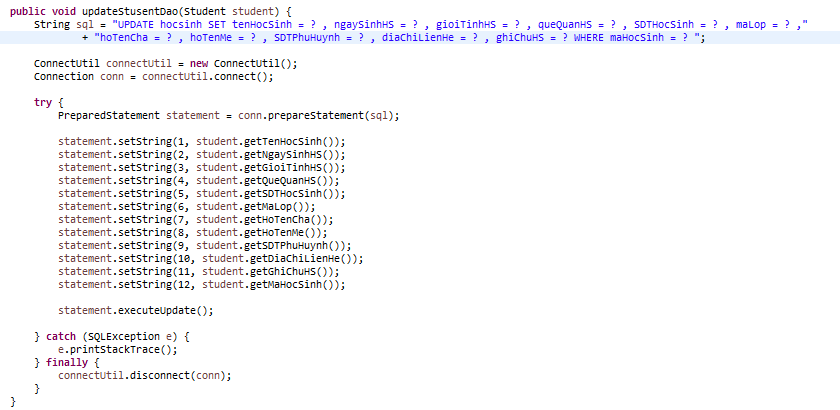 public void updateStusentDao(Student student) {
String sql = "UPDATE hocsinh SET tenHocSinh = ? , ngaySinhHS = ? , gioiTinhHS = ? , queQuanHS = ? , SDTHocSinh = ? , maLop = ? ,"
+ "hoTenCha = ? , hoTenMe = ? , SDTPhuHuynh = ? , diaChiLienHe = ? , ghiChuHS = ? WHERE maHocSinh = ? ";
ConnectUtil connectUtil = new ConnectUtil();
Connection conn = connectUtil.connect();
try {
PreparedStatement statement = conn.prepareStatement(sql);
statement.setString(1, student.getTenHocSinh());
statement.setString(2, student.getNgaySinhHS());
statement.setString(3, student.getGioiTinhHS());
statement.setString(4, student.getQueQuanHS());
statement.setString(5, student.getSDTHocSinh());
statement.setString(6, student.getMaLop());
statement.setString(7, student.getHoTenCha());
statement.setString(8, student.getHoTenMe());
statement.setString(9, student.getSDTPhuHuynh());
statement.setString(10, student.getDiaChiLienHe());
statement.setString(11, student.getGhiChuHS());
statement.setString(12, student.getMaHocSinh());
statement.executeUpdate();
} catch (SQLException e) {
e.printStackTrace();
} finally {
connectUtil.disconnect(conn);
}
}